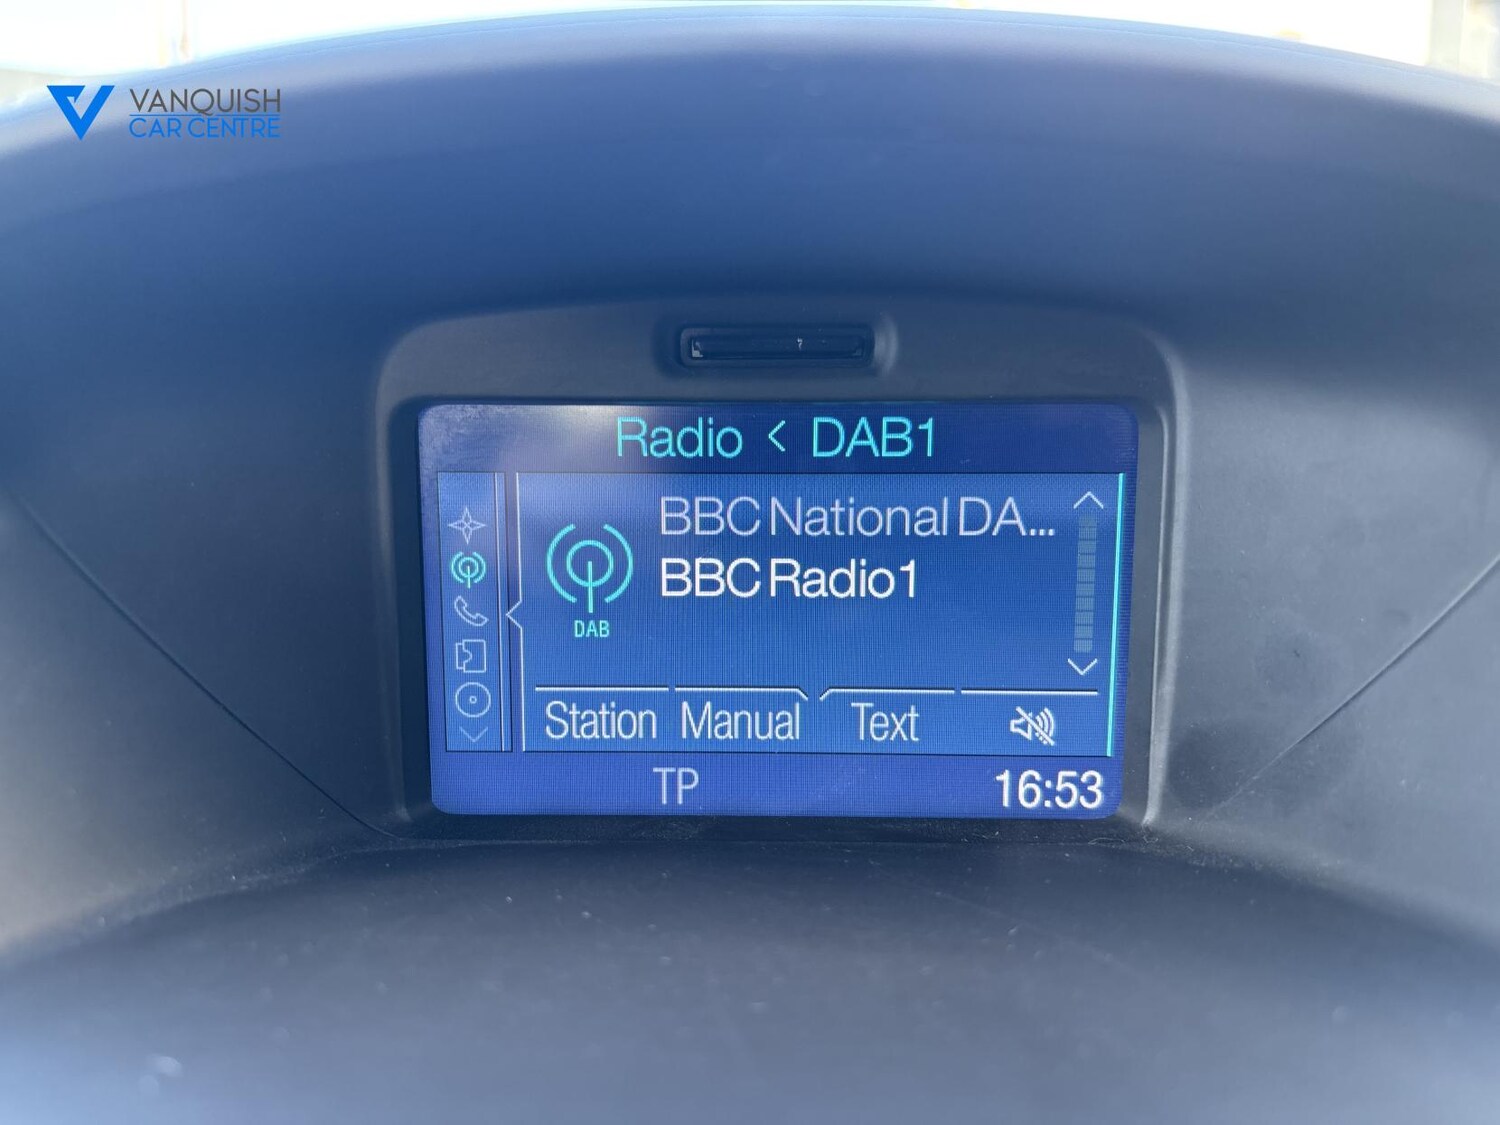 VANQUISH
CAR CENTRE
Radio < DAB1
BBC National DA...
BBC Radio1
DAB
Station Manual Text
TP 16:53